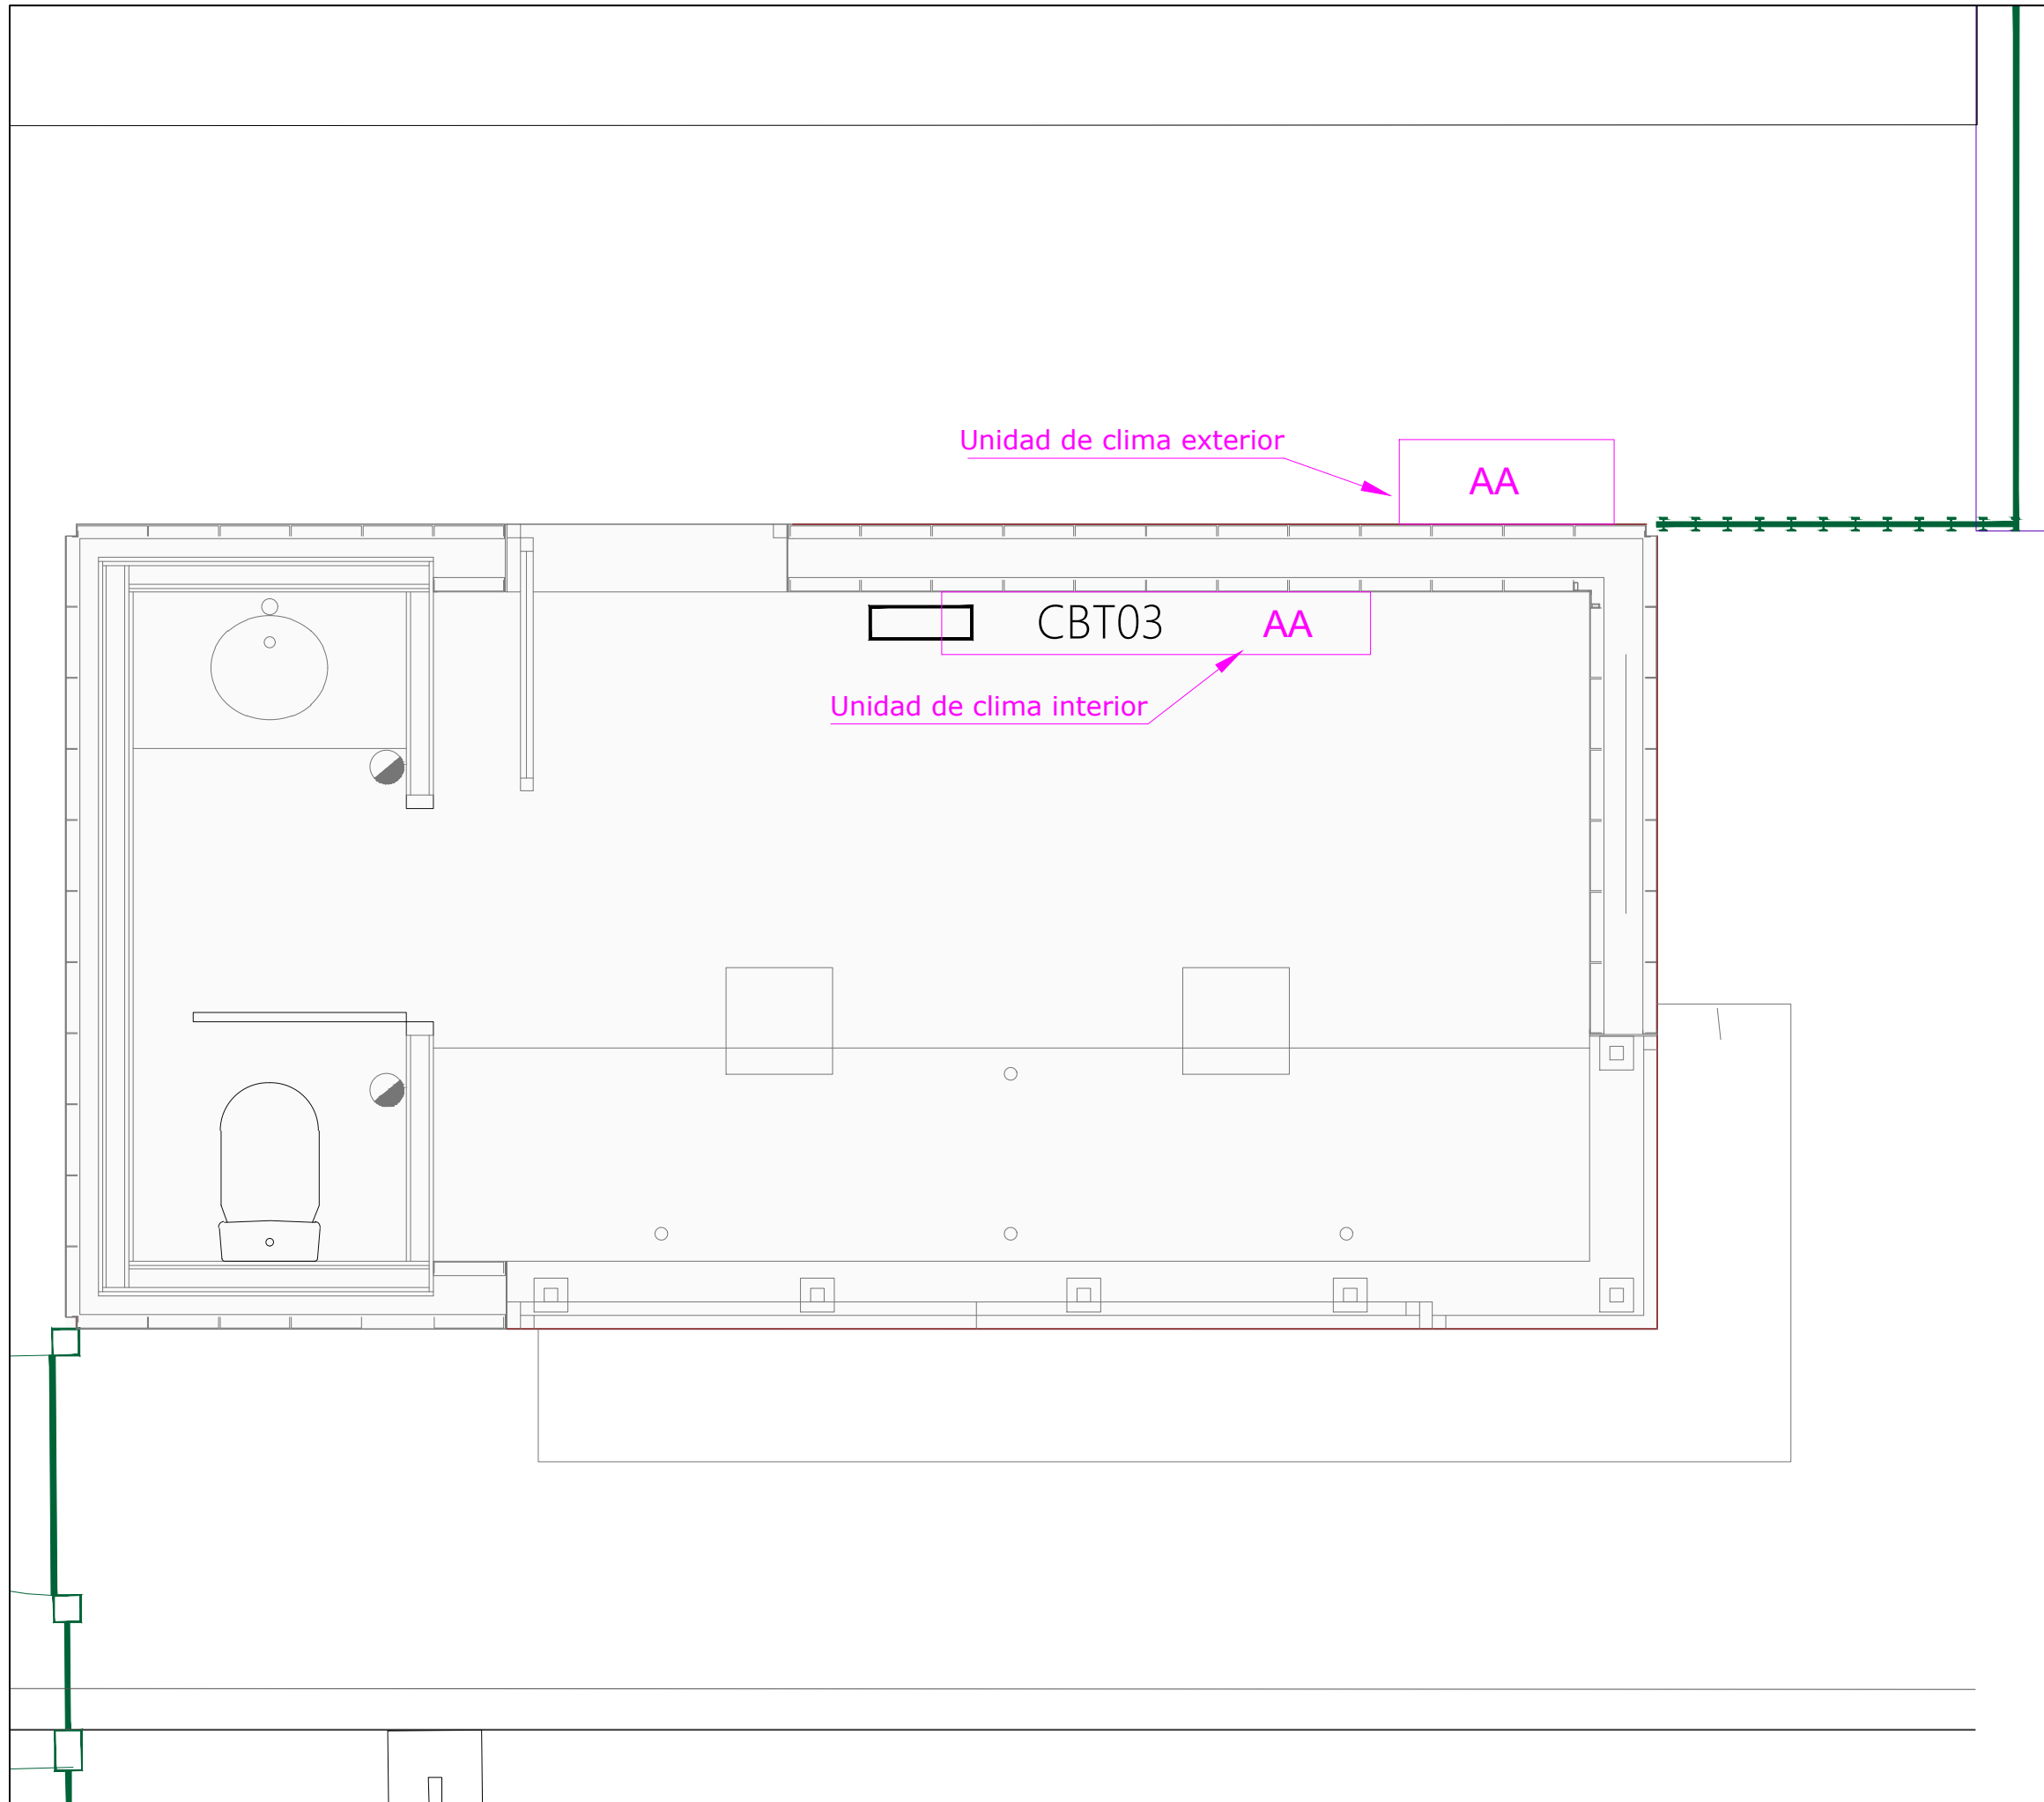 Unidad de clima exterior
AA
CBT03
AA
Unidad de clima interior